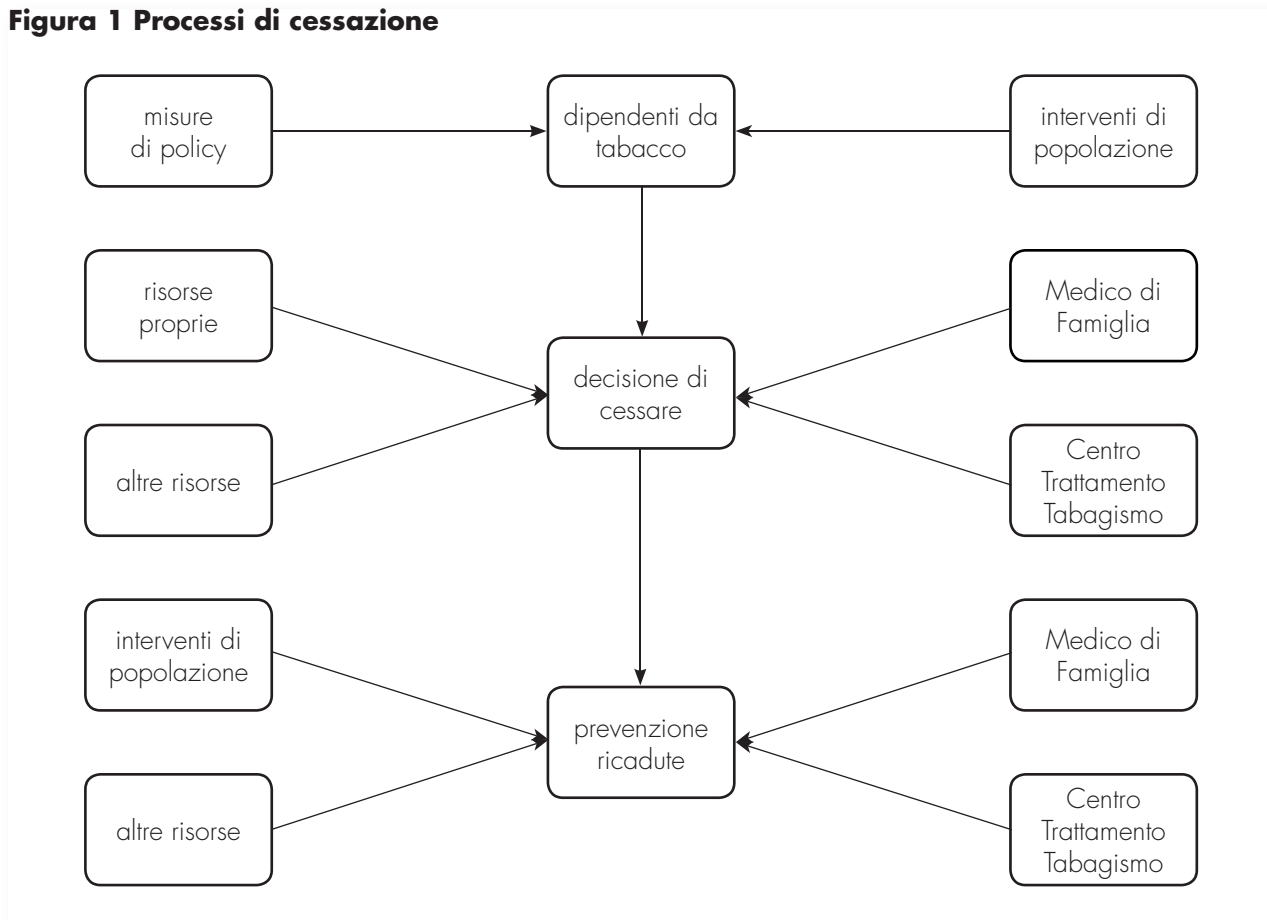 Figura 1 Processi di cessazione
misure
di policy
dipendenti da
tabacco
interventi di
popolazione
risorse
proprie
Medico di
Famiglia
decisione di
cessare
altre risorse
Centro
Trattamento
Tabagismo
interventi di
popolazione
Medico di
Famiglia
prevenzione
ricadute
altre risorse
Centro
Trattamento
Tabagismo